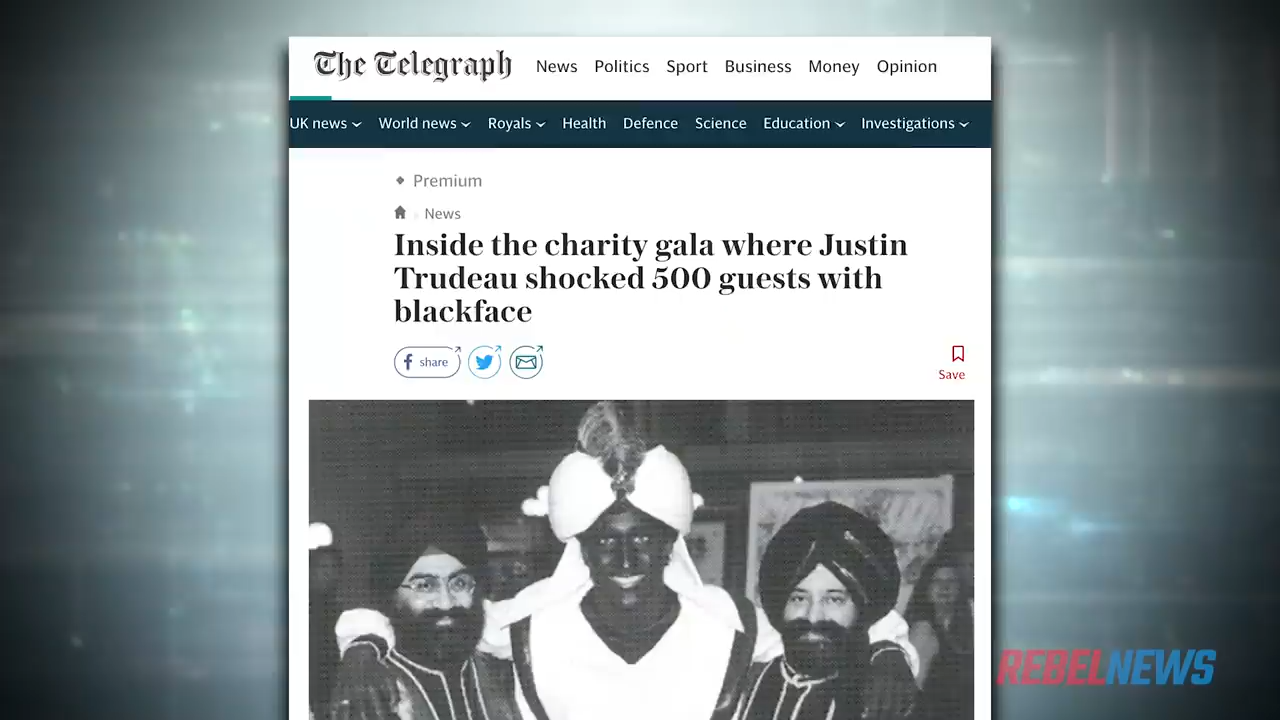 The Telegraph News Politics Sport Business Money Opinion
UK news World news Royals Health Defence Science Education Investigations
Premium
News
Inside the charity gala where Justin
Trudeau shocked 500 guests with
blackface
share
Save
REBELNEWS